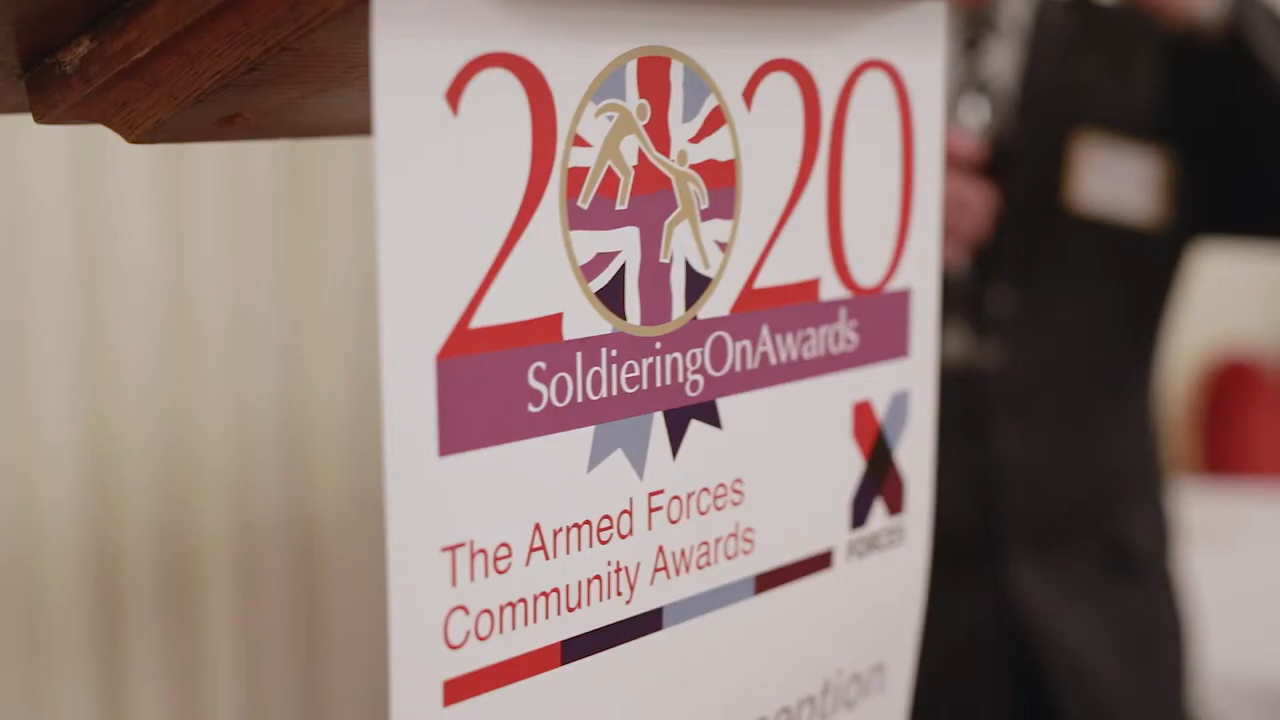 2020
SoldieringOnAwards
The Armed Forces
Community Awards
FORCES